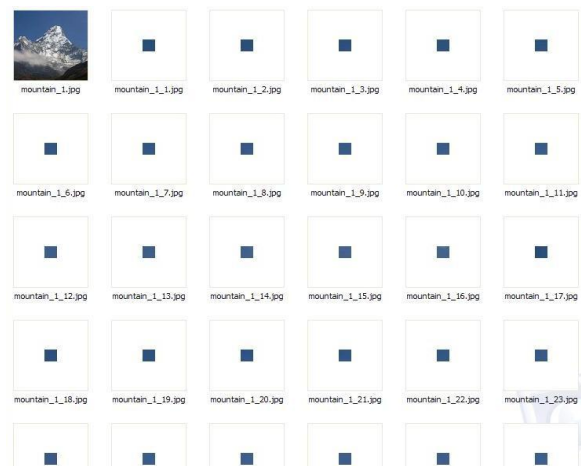 mountain_1.jpg mountain_1_1.jpg mountain_1_2.jpg mountain_1_3.jpg mountain_1_4.jpg mountain_1_5.jpg
mountain_1_6.jpg mountain_1_7.jpg mountain_1_8.jpg mountain_1_9.jpg mountain_1_10.jpg mountain_1_11.jpg
mountain_1_12.jpg mountain_1_13.jpg mountain_1_14.jpg mountain_1_15.jpg mountain_1_16.jpg mountain_1_17.jpg
mountain_1_18.jpg mountain_1_19.jpg mountain_1_20.jpg mountain_1_21.jpg mountain_1_22.jpg mountain_1_23.jpg